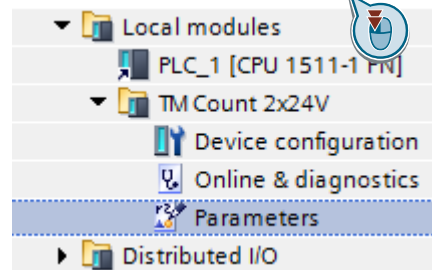 Local modules
PLC_1 [CPU 1511-1 PN]
TM Count 2x24V
Device configuration
Online & diagnostics
Parameters
Distributed I/O